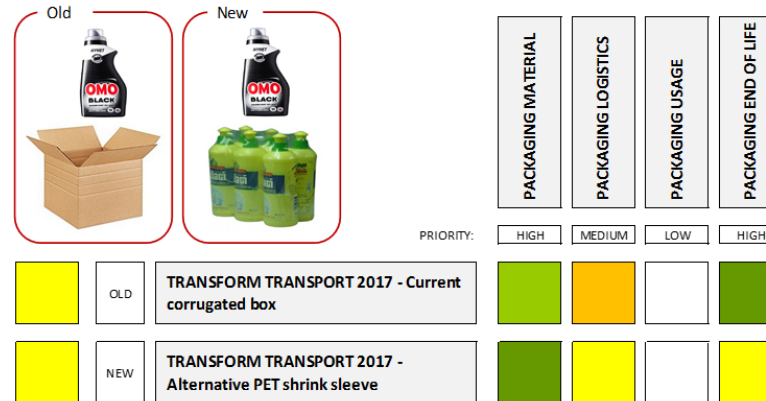 Old
New
OMO
BLACK
OMO
BLACK
PACKAGING MATERIAL
PACKAGING LOGISTICS
PACKAGING USAGE
PACKAGING END OF LIFE
PRIORITY:
HIGH
MEDIUM
LOW
HIGH
OLD
TRANSFORM TRANSPORT 2017 - Current
corrugated box
NEW
TRANSFORM TRANSPORT 2017 -
Alternative PET shrink sleeve